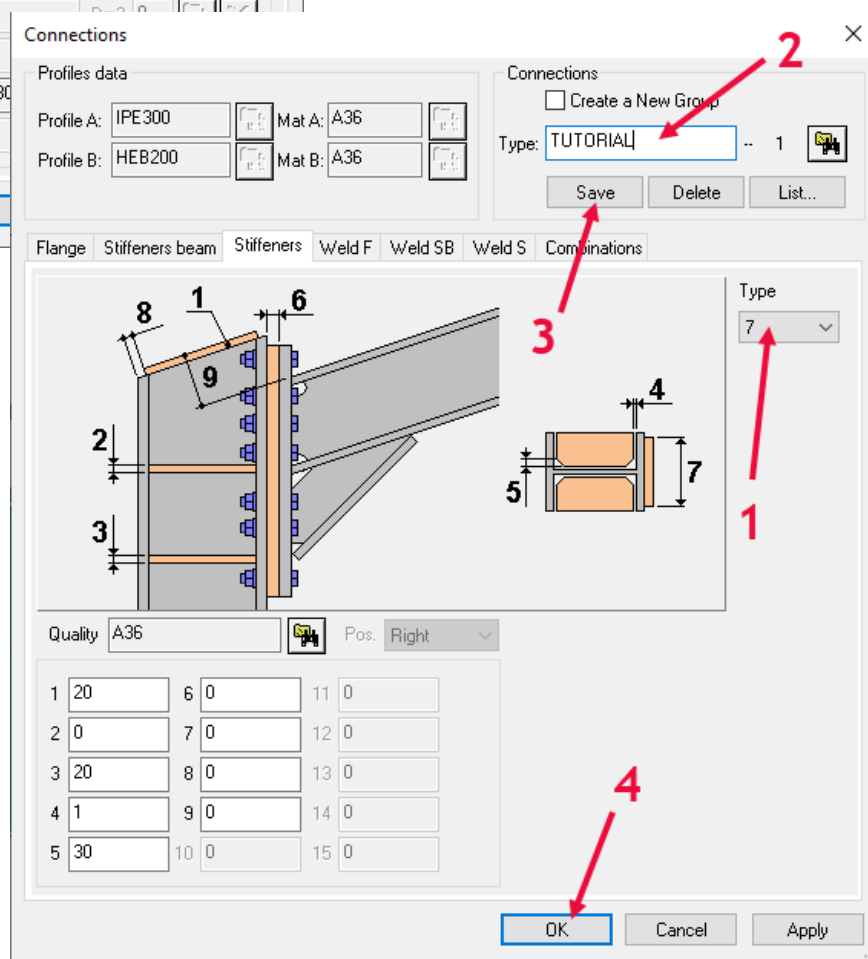 Connections
2
Profiles data
Connections
Create a New Group
Profile A: IPE300 Mat A: A36
Type: TUTORIAL -- 1
Profile B: HEB200 Mat B: A36
Save Delete List...
Flange Stiffeners beam Stiffeners Weld F Weld SB Weld S Combinations
Type
7
3
8 1 6
9
4
2
5 7
3
1
Quality A36 Pos. Right
1 20 6 0 11 0
2 0 7 0 12 0
3 20 8 0 13 0
4 1 9 0 14 0
5 30 10 0 15 0
4
OK Cancel Apply